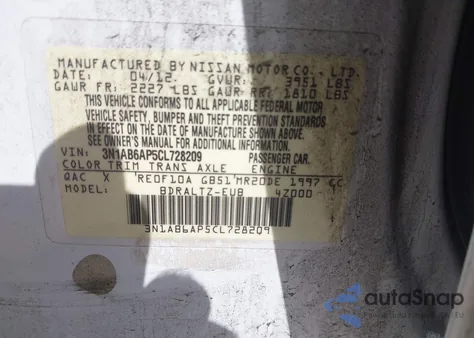 MANUFACTURED BY NISSAN MOTOR CO., LTD.
DATE: 04/12. GVWR: 3951 LBS
GAWR FR: 2227 LBS GAWR RR: 1810 LBS
THIS VEHICLE CONFORMS TO ALL APPLICABLE FEDERAL MOTOR
VEHICLE SAFETY, BUMPER AND THEFT PREVENTION STANDARDS
IN EFFECT ON THE DATE OF MANUFACTURE SHOWN ABOVE.
SEE OWNER'S MANUAL FOR ADDITIONAL INFORMATION.
VIN: 3N1AB6AP5CL728209 PASSENGER CAR.
COLOR TRIM TRANS AXLE ENGINE
QAC X RE0F10A GB51 MR20DE 1997 CC
MODEL: BDRALTZ-EUB 4Z000
3N1AB6AP5CL728209
autoSnap